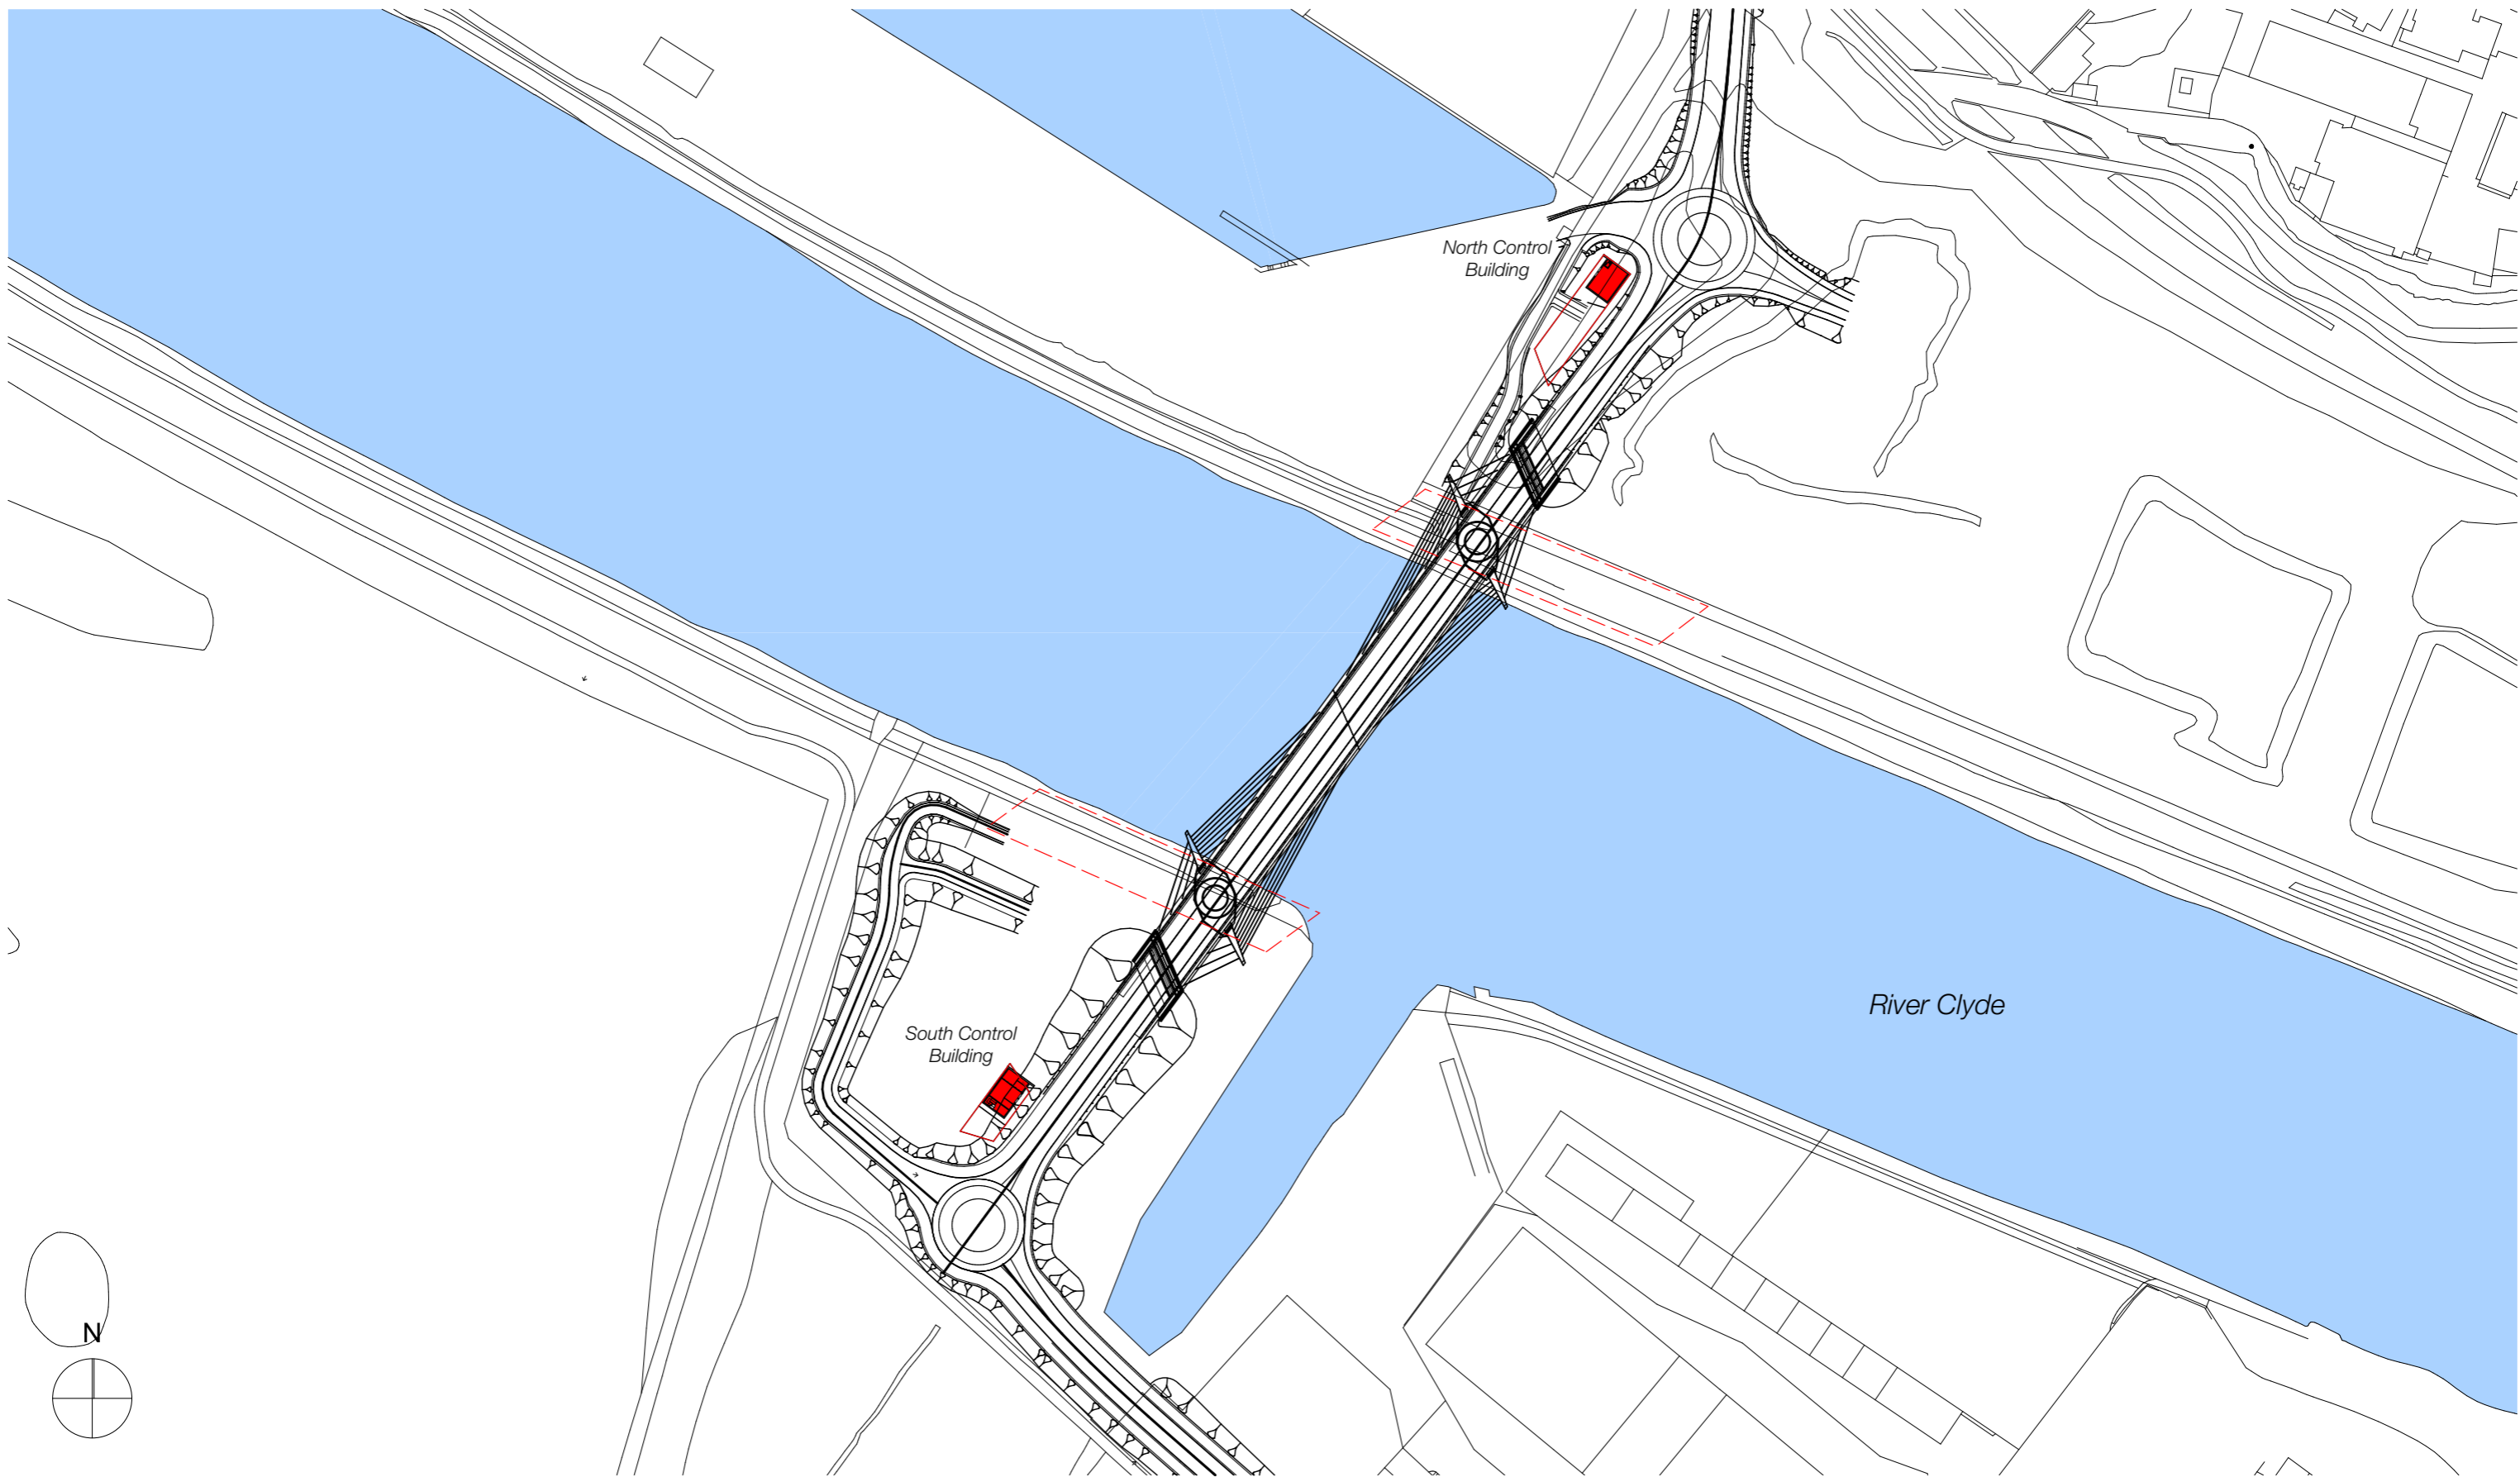 North Control
Building
River Clyde
South Control
Building
N